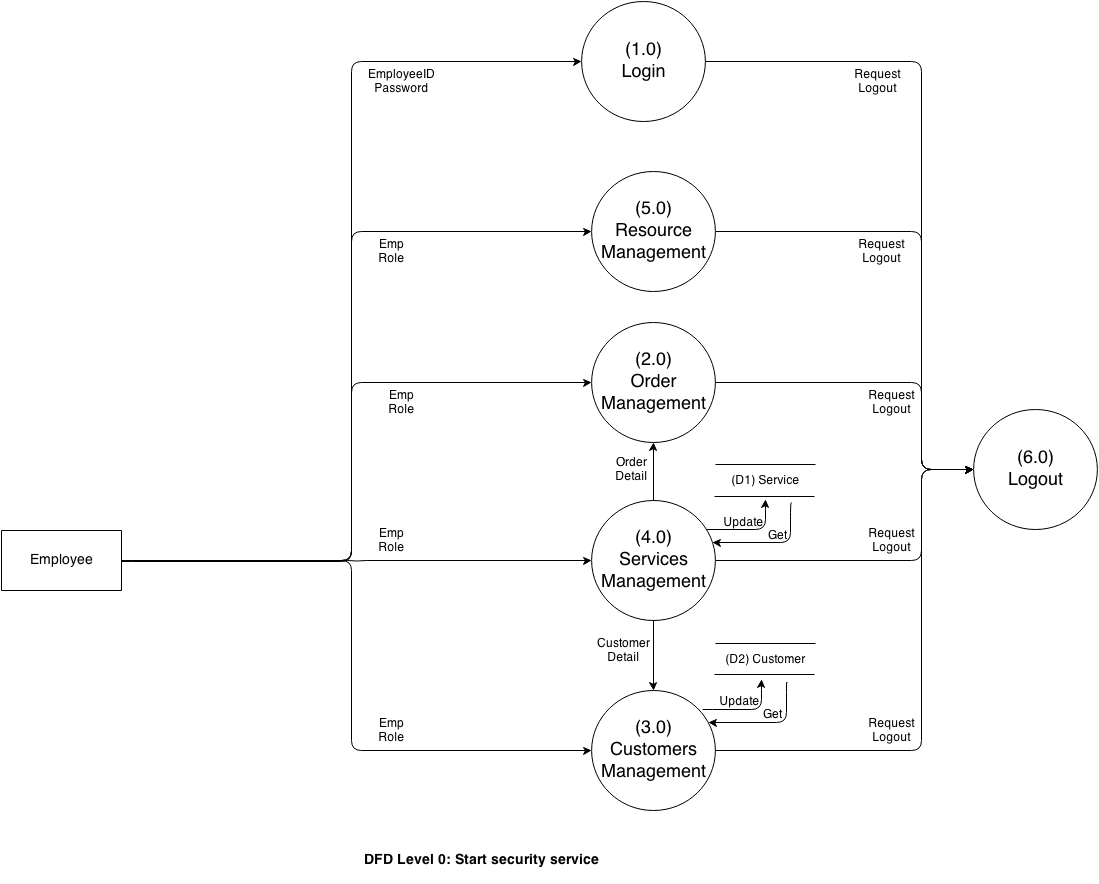 (1.0)
Login
EmployeeID
Password
Request
Logout
(5.0)
Resource
Management
Emp
Role
Request
Logout
(2.0)
Order
Management
Emp
Role
Request
Logout
Order
Detail
(D1) Service
Update
Get
(6.0)
Logout
Employee
Emp
Role
(4.0)
Services
Management
Request
Logout
Customer
Detail
(D2) Customer
Update
Get
Emp
Role
(3.0)
Customers
Management
Request
Logout
DFD Level 0: Start security service